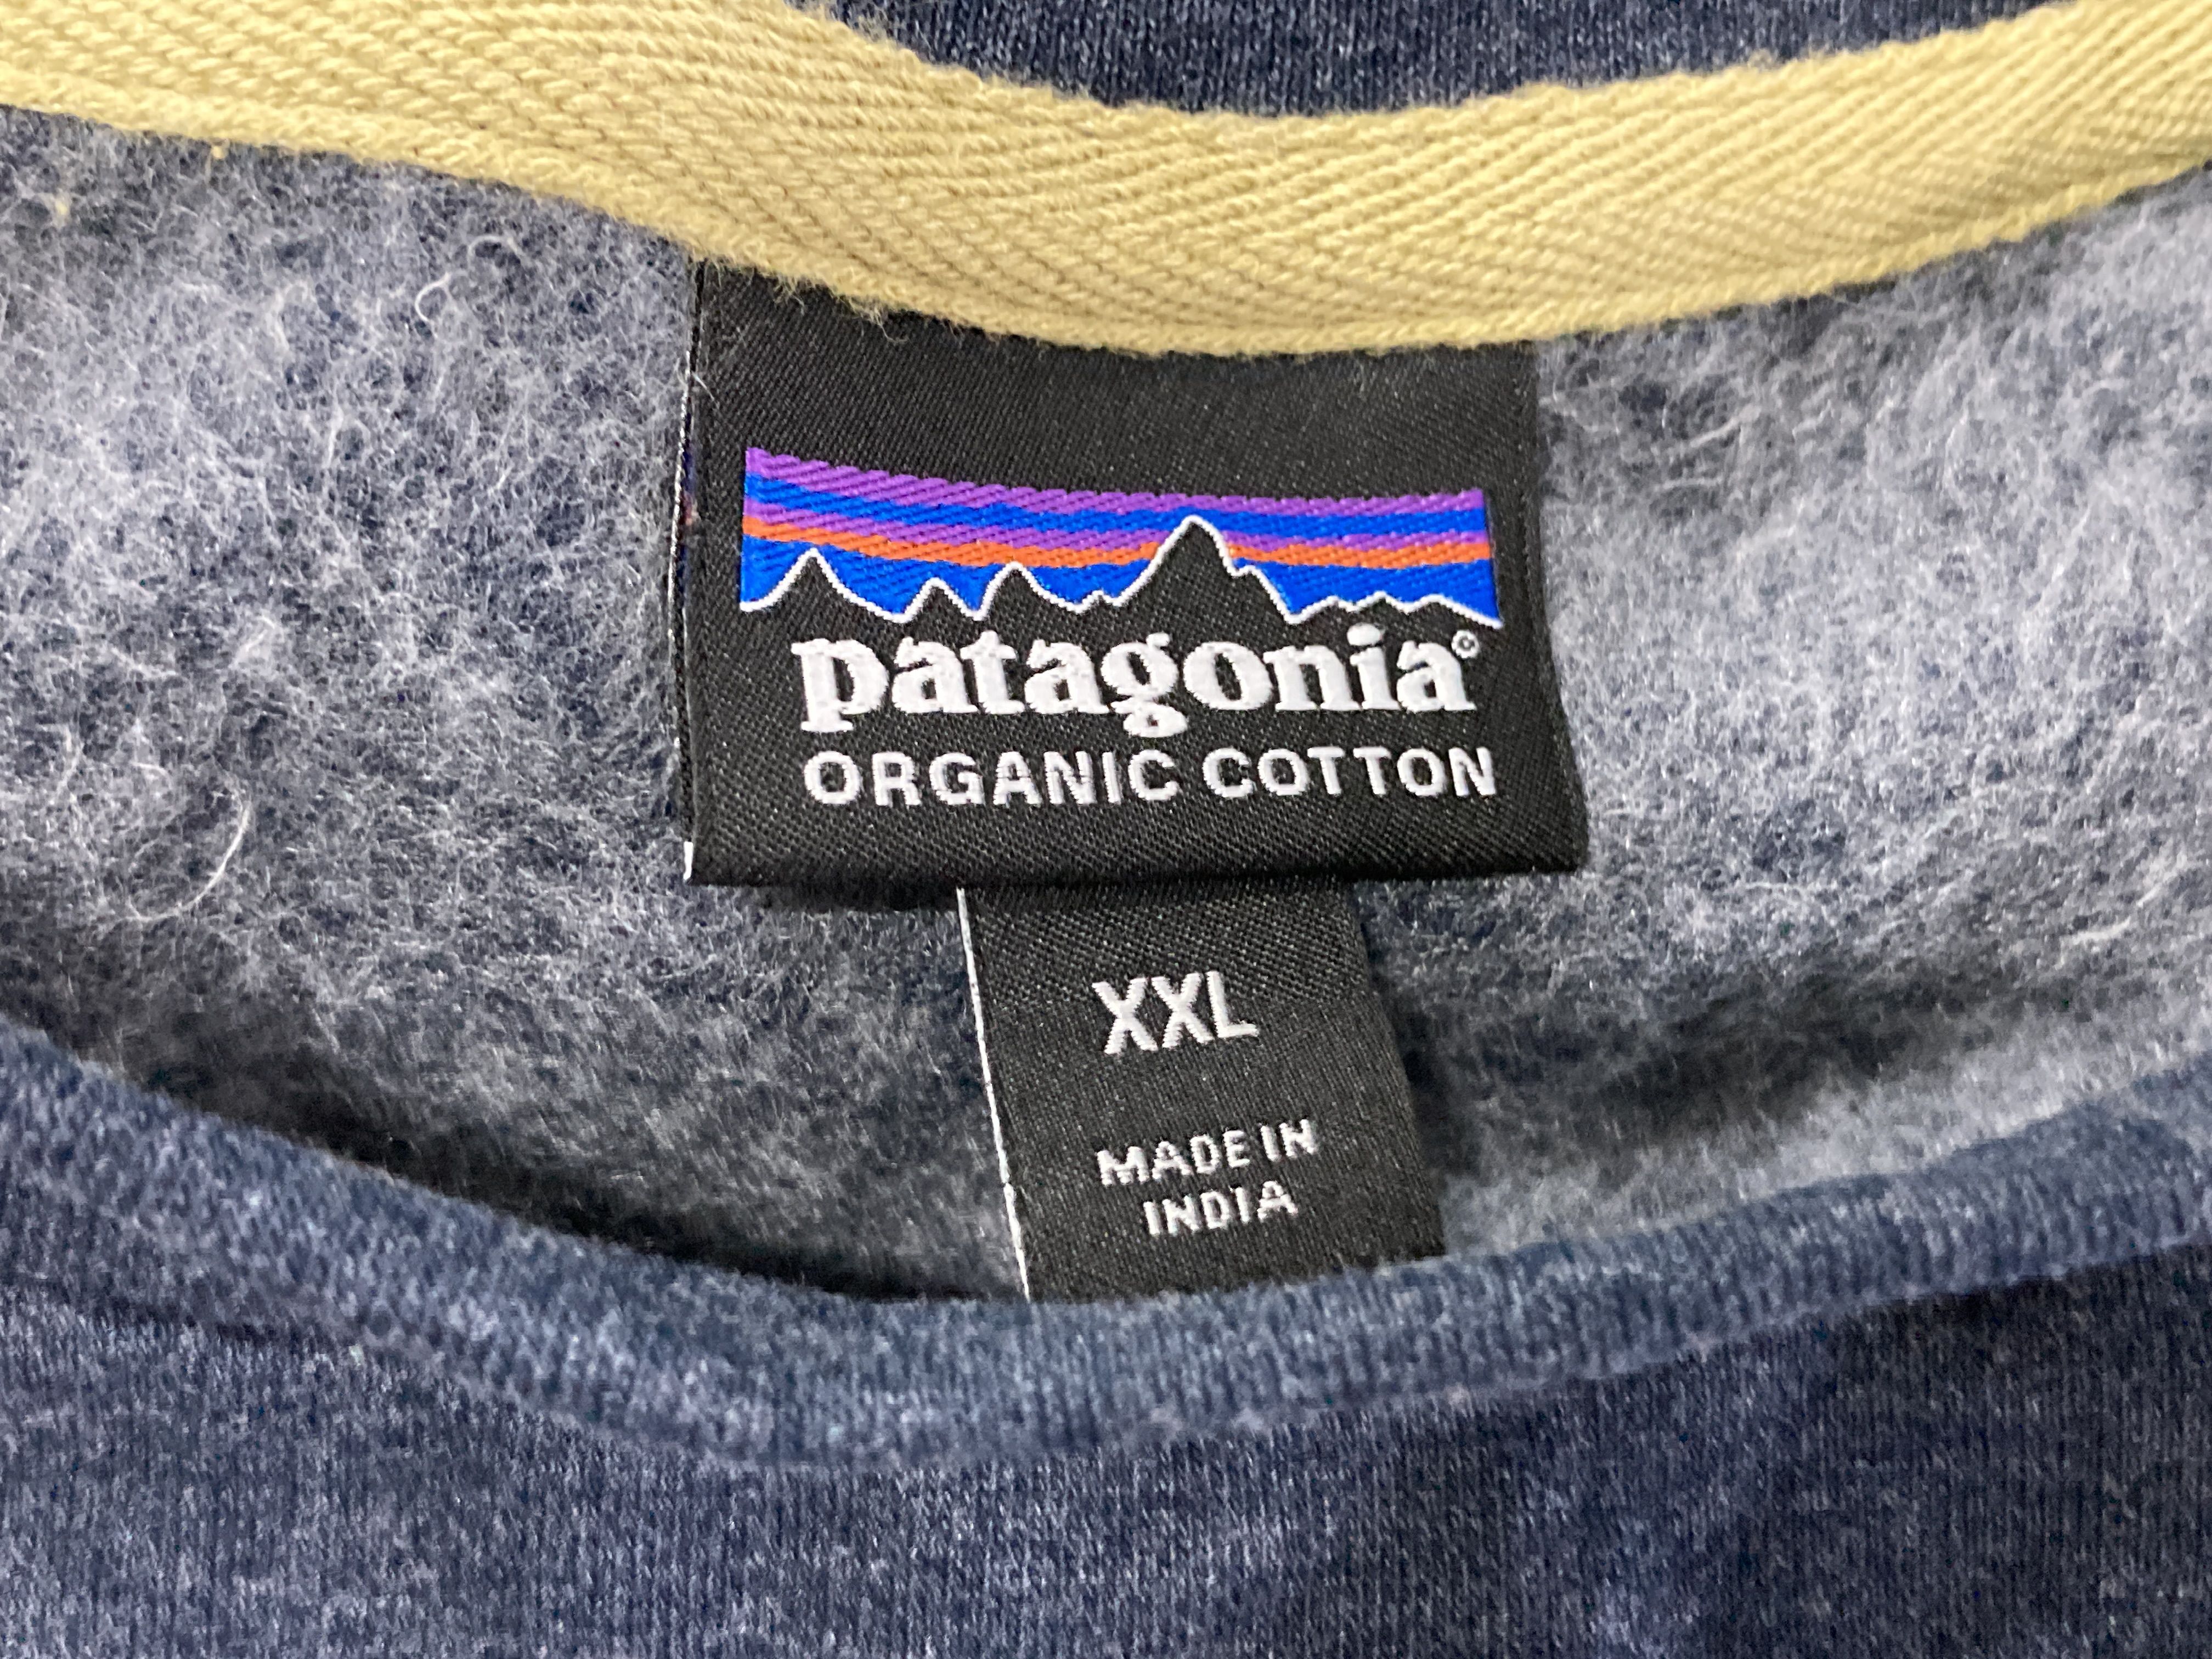 patagonia®
ORGANIC COTTON
XXL
MADE IN
INDIA